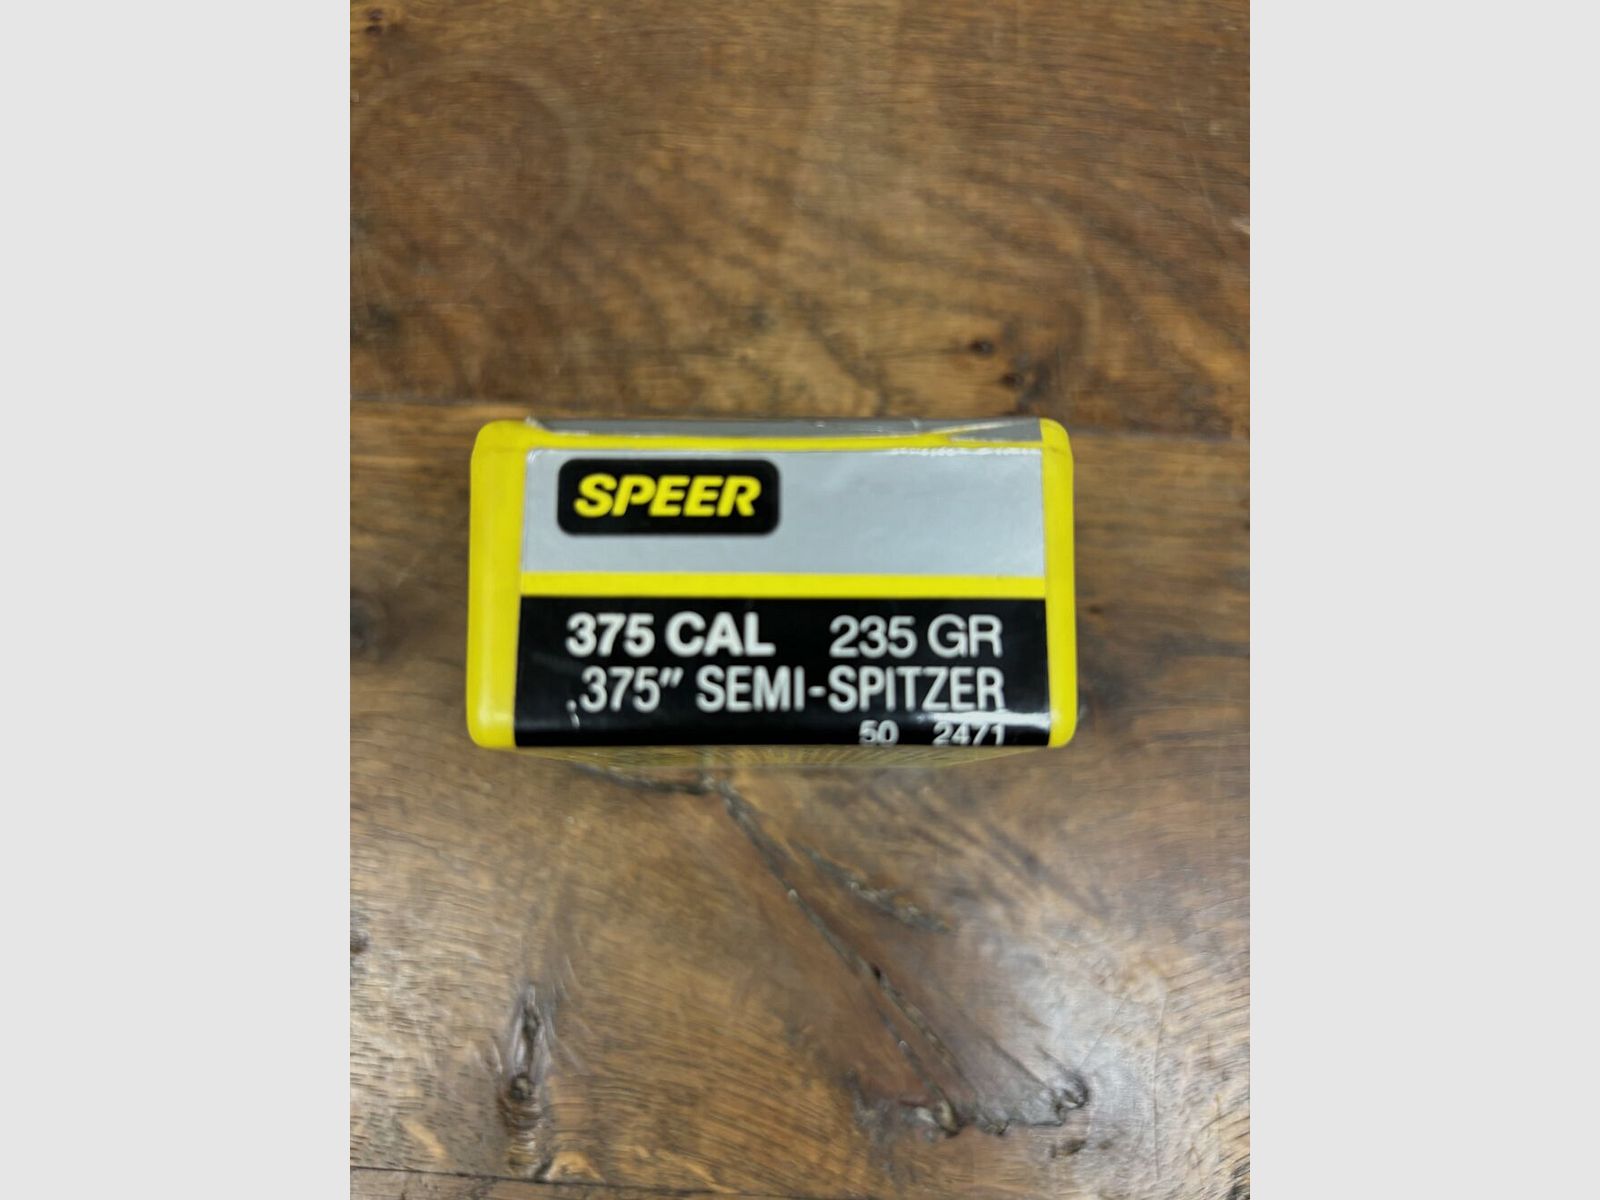 SPEER
375 CAL 235 GR
.375" SEMI-SPITZER
50 2471